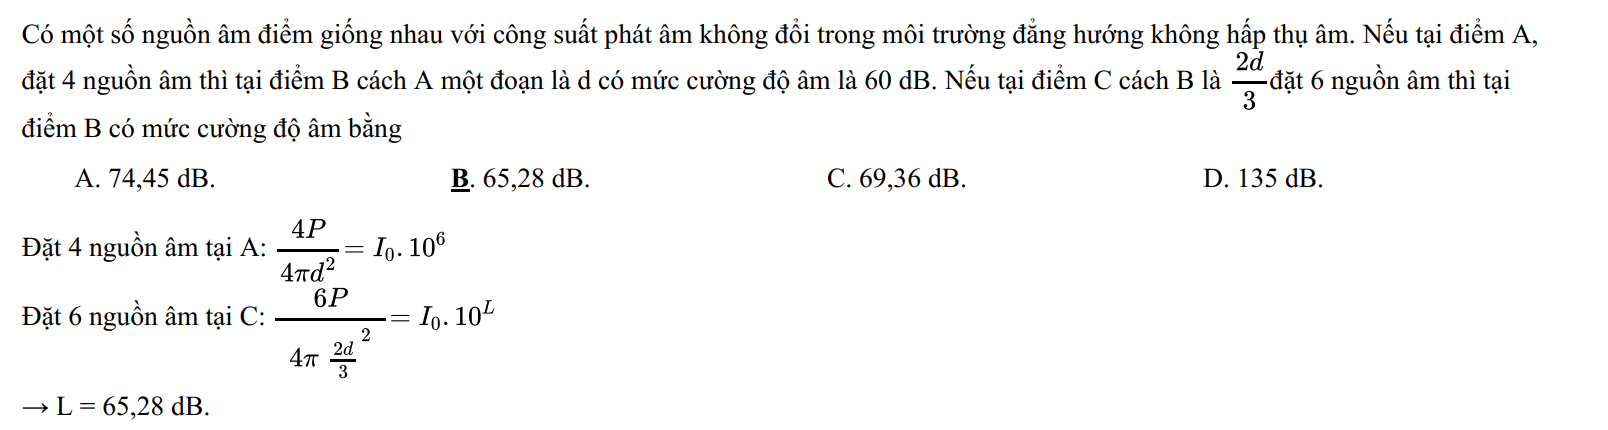 Có một số nguồn âm điểm giống nhau với công suất phát âm không đổi trong môi trường đẳng hướng không hấp thụ âm. Nếu tại điểm A,
đặt 4 nguồn âm thì tại điểm B cách A một đoạn là d có mức cường độ âm là 60 dB. Nếu tại điểm C cách B là \frac{2d}{3} đặt 6 nguồn âm thì tại
điểm B có mức cường độ âm bằng
A. 74,45 dB. B. 65,28 dB. C. 69,36 dB. D. 135 dB.
Đặt 4 nguồn âm tại A: \frac{4P}{4πd^2} = I_0. 10^6
Đặt 6 nguồn âm tại C: \frac{6P}{4π \frac{2d}{3}^2} = I_0. 10^L
→ L = 65,28 dB.